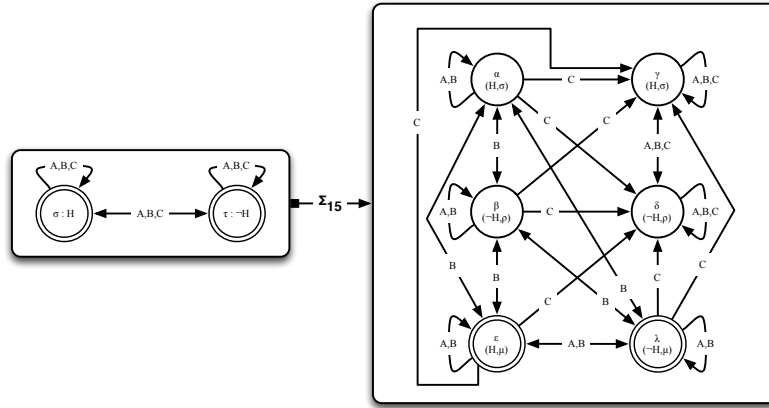 A,B,C
A,B,C
σ : H
A,B,C
τ : ¬H
Σ15
A,B
α
(H,σ)
C
γ
(H,σ)
A,B,C
C
C
C
B
A,B,C
A,B
β
(¬H,ρ)
C
δ
(¬H,ρ)
A,B,C
B
B
B
C
C
B
B
C
A,B
ε
(H,μ)
A,B
λ
(¬H,μ)
A,B